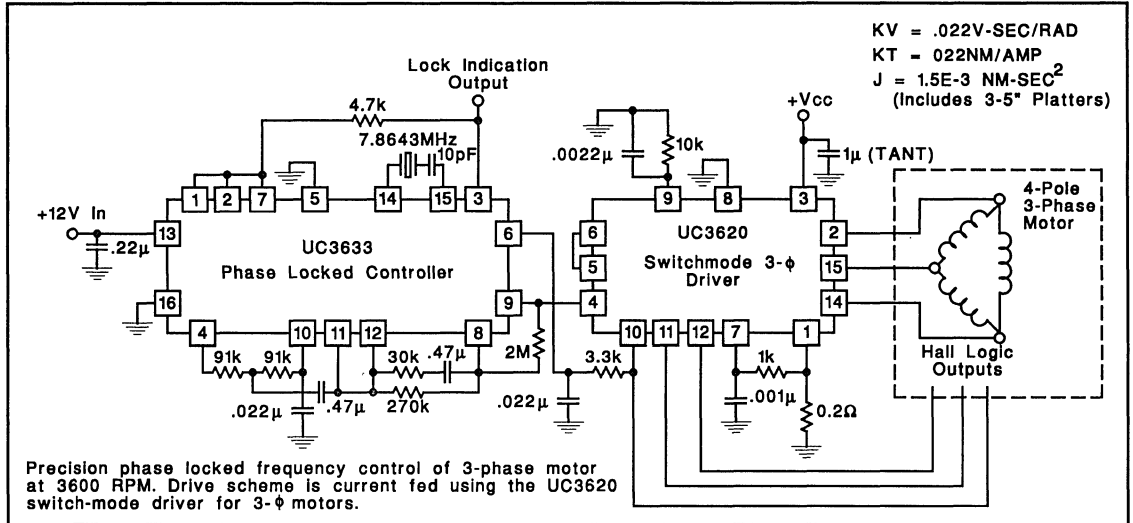 KV = .022V-SEC/RAD
KT = 022NM/AMP
J = 1.5E-3 NM-SEC2
(Includes 3-5" Platters)
Lock Indication
Output
4.7k
7.8643MHz
10pF
+Vcc
.0022µ
10k
1µ (TANT)
1
2
7
5
14
15
3
9
8
3
4-Pole
3-Phase
Motor
+12V In
13
.22µ
UC3633
Phase Locked Controller
6
6
UC3620
Switchmode 3-ϕ
Driver
2
5
15
16
9
4
14
4
10
11
12
8
10
11
12
7
1
2M
Hall Logic
Outputs
91k
91k
30k
.47µ
3.3k
1k
.022µ
.47µ
270k
.022µ
.001µ
0.2Ω
Precision phase locked frequency control of 3-phase motor
at 3600 RPM. Drive scheme is current fed using the UC3620
switch-mode driver for 3-ϕ motors.